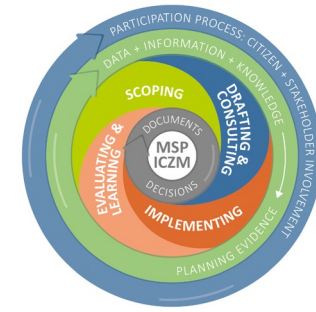 PARTICIPATION PROCESS: CITIZEN + STAKEHOLDER INVOLVEMENT
DATA + INFORMATION + KNOWLEDGE
PLANNING EVIDENCE
SCOPING
DRAFTING &
CONSULTING
IMPLEMENTING
EVALUATING &
LEARNING
DOCUMENTS
MSP
ICZM
DECISIONS